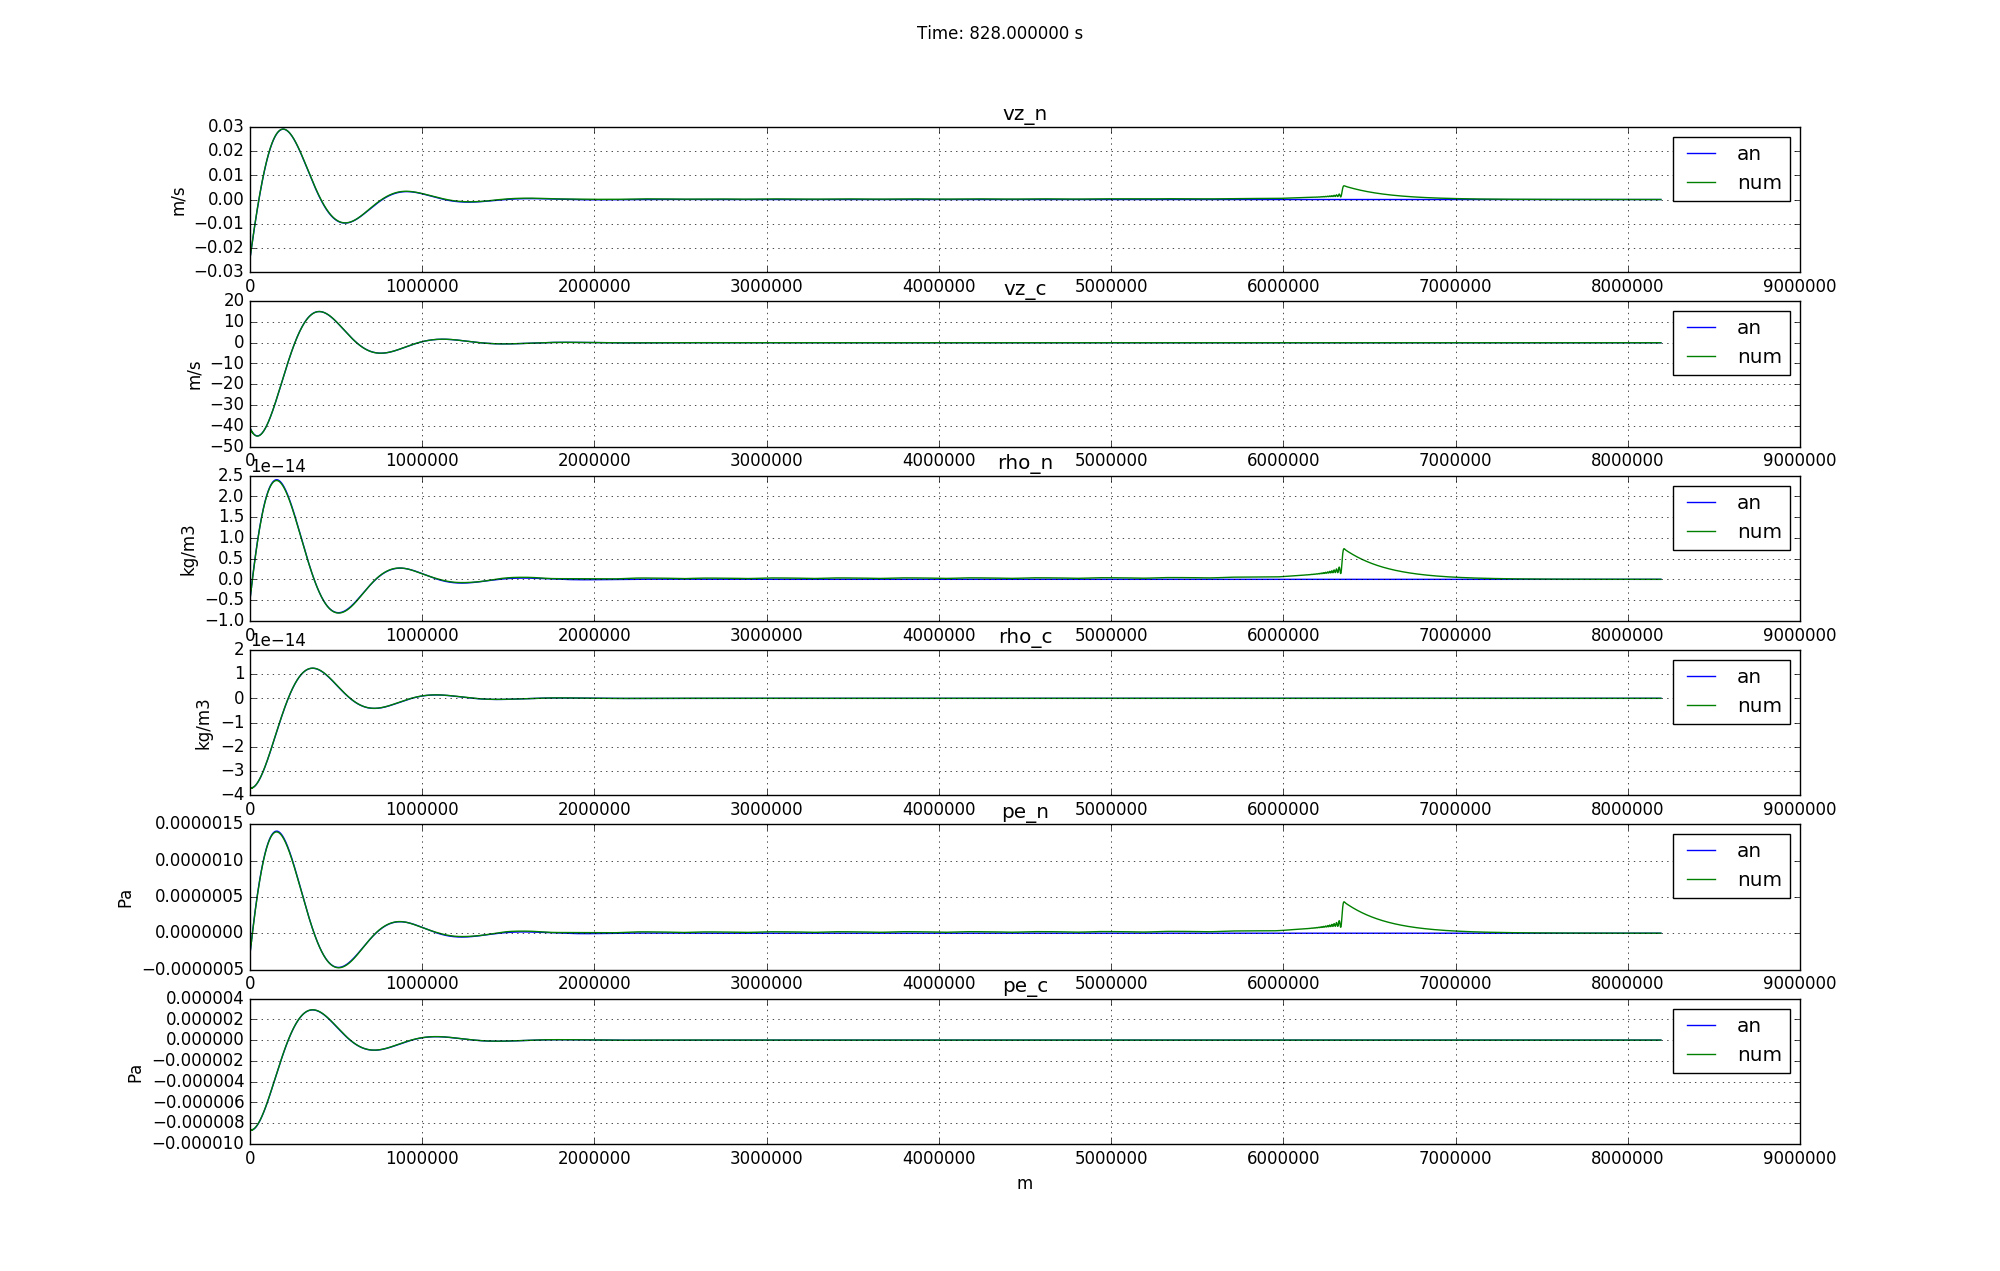 Time: 828.000000 s
vz_n
0.03
0.02
0.01
0.00
−0.01
−0.02
−0.03
m/s
an
num
0 1000000 2000000 3000000 4000000 5000000 6000000 7000000 8000000 9000000
vz_c
20
10
0
−10
−20
−30
−40
−50
m/s
an
num
0 1000000 2000000 3000000 4000000 5000000 6000000 7000000 8000000 9000000
1e−14
rho_n
2.5
2.0
1.5
1.0
0.5
0.0
−0.5
−1.0
kg/m3
an
num
0 1000000 2000000 3000000 4000000 5000000 6000000 7000000 8000000 9000000
1e−14
rho_c
2
1
0
−1
−2
−3
−4
kg/m3
an
num
0 1000000 2000000 3000000 4000000 5000000 6000000 7000000 8000000 9000000
pe_n
0.0000015
0.0000010
0.0000005
0.0000000
−0.0000005
Pa
an
num
0 1000000 2000000 3000000 4000000 5000000 6000000 7000000 8000000 9000000
pe_c
0.000004
0.000002
0.000000
−0.000002
−0.000004
−0.000006
−0.000008
−0.000010
Pa
an
num
0 1000000 2000000 3000000 4000000 5000000 6000000 7000000 8000000 9000000
m